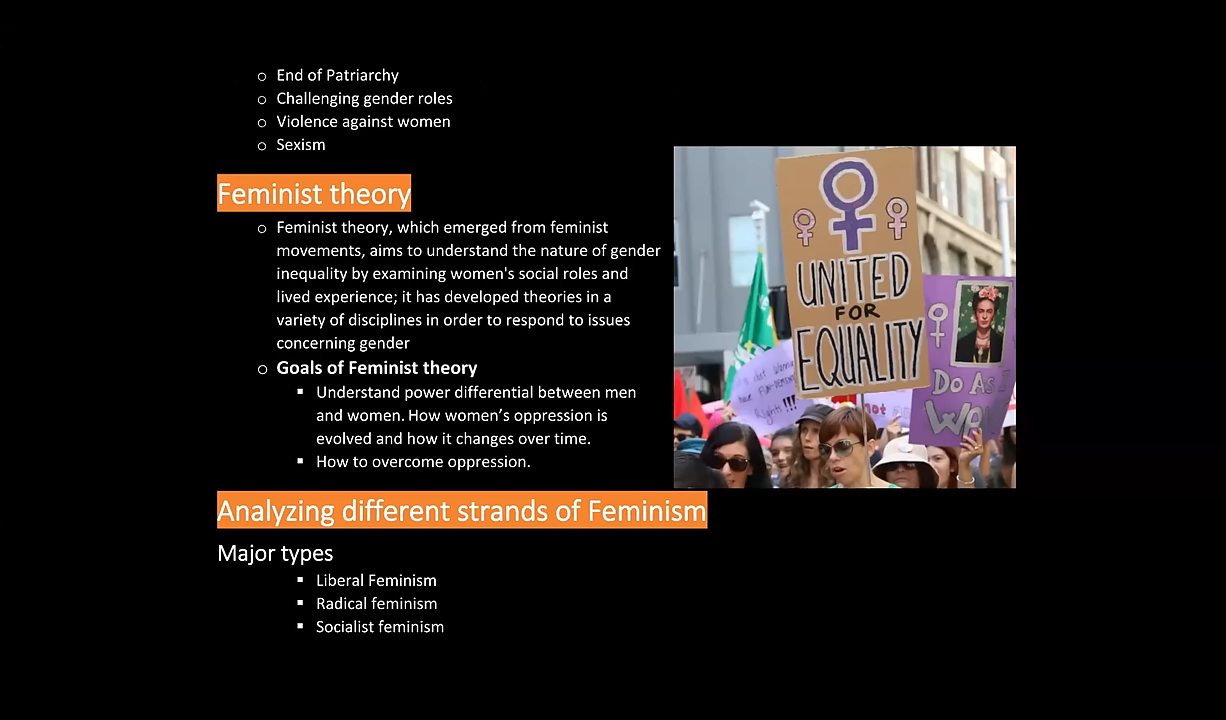 End of Patriarchy
Challenging gender roles
Violence against women
Sexism
Feminist theory
Feminist theory, which emerged from feminist
movements, aims to understand the nature of gender
inequality by examining women's social roles and
lived experience; it has developed theories in a
variety of disciplines in order to respond to issues
concerning gender
Goals of Feminist theory
Understand power differential between men
and women. How women’s oppression is
evolved and how it changes over time.
How to overcome oppression.
UNITED
FOR
EQUALITY
Do As
Rights!!!
not
Analyzing different strands of Feminism
Major types
Liberal Feminism
Radical feminism
Socialist feminism